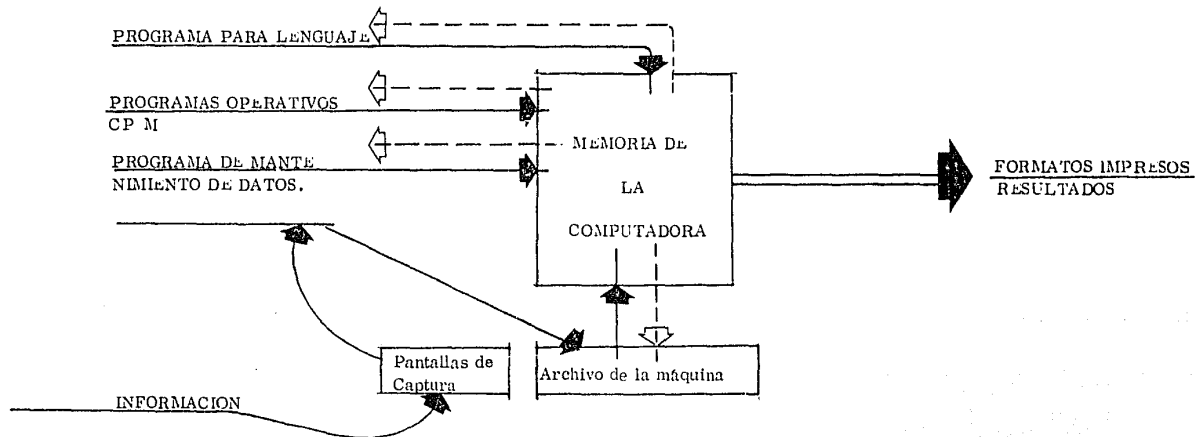 PROGRAMA PARA LENGUAJE
PROGRAMAS OPERATIVOS
CP M
PROGRAMA DE MANTE
NIMIENTO DE DATOS.
MEMORIA DE
LA
COMPUTADORA
FORMATOS IMPRESOS
RESULTADOS
Pantallas de
Captura
Archivo de la máquina
INFORMACION